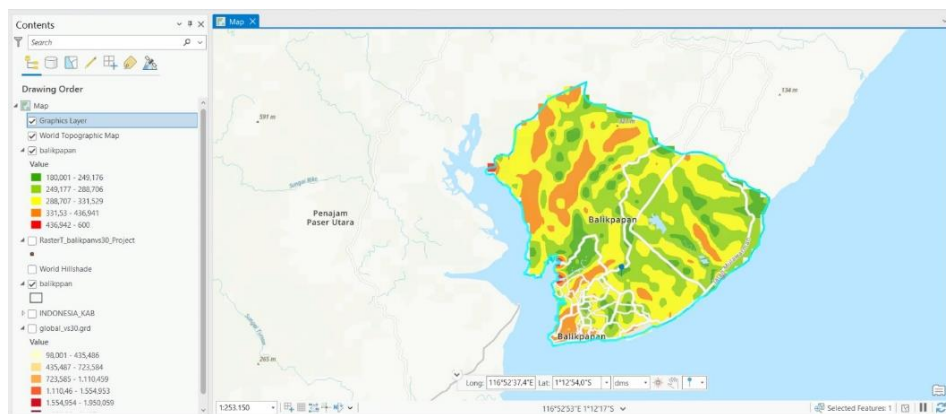 Contents
Map
Search
Drawing Order
Map
Graphics Layer
World Topographic Map
balikpapan
Value
180,001 - 249,176
249,177 - 288,706
288,707 - 331,529
331,53 - 436,941
436,942 - 600
RasterT_balikpanvs30_Project
World Hillshade
balikppan
INDONESIA_KAB
global_vs30.grd
Value
98,001 - 435,486
435,487 - 723,584
723,585 - 1.110,459
1.110,46 - 1.554,953
1.554,954 - 1.950,059
591 m
134 m
Penajam
Paser Utara
Balikpapan
Balikpapan
265 m
Long: 116°52'37,4"E Lat: 1°12'54,0"S dms
1:253.150
116°52'53"E 1°12'17"S
Selected Features: 1